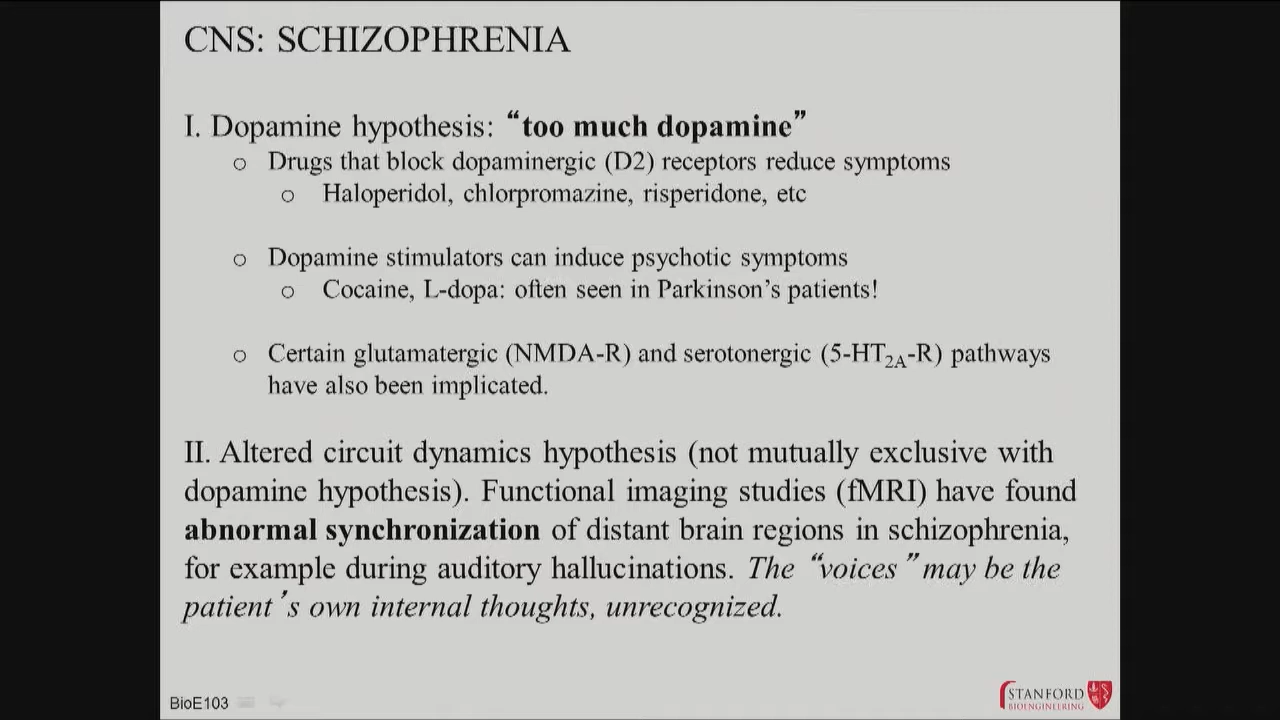 CNS: SCHIZOPHRENIA
I. Dopamine hypothesis: “too much dopamine”
o Drugs that block dopaminergic (D2) receptors reduce symptoms
o Haloperidol, chlorpromazine, risperidone, etc
o Dopamine stimulators can induce psychotic symptoms
o Cocaine, L-dopa: often seen in Parkinson’s patients!
o Certain glutamatergic (NMDA-R) and serotonergic (5-HT2A-R) pathways
have also been implicated.
II. Altered circuit dynamics hypothesis (not mutually exclusive with
dopamine hypothesis). Functional imaging studies (fMRI) have found
abnormal synchronization of distant brain regions in schizophrenia,
for example during auditory hallucinations. The “voices” may be the
patient’s own internal thoughts, unrecognized.
BioE103
STANFORD
BIOENGINEERING